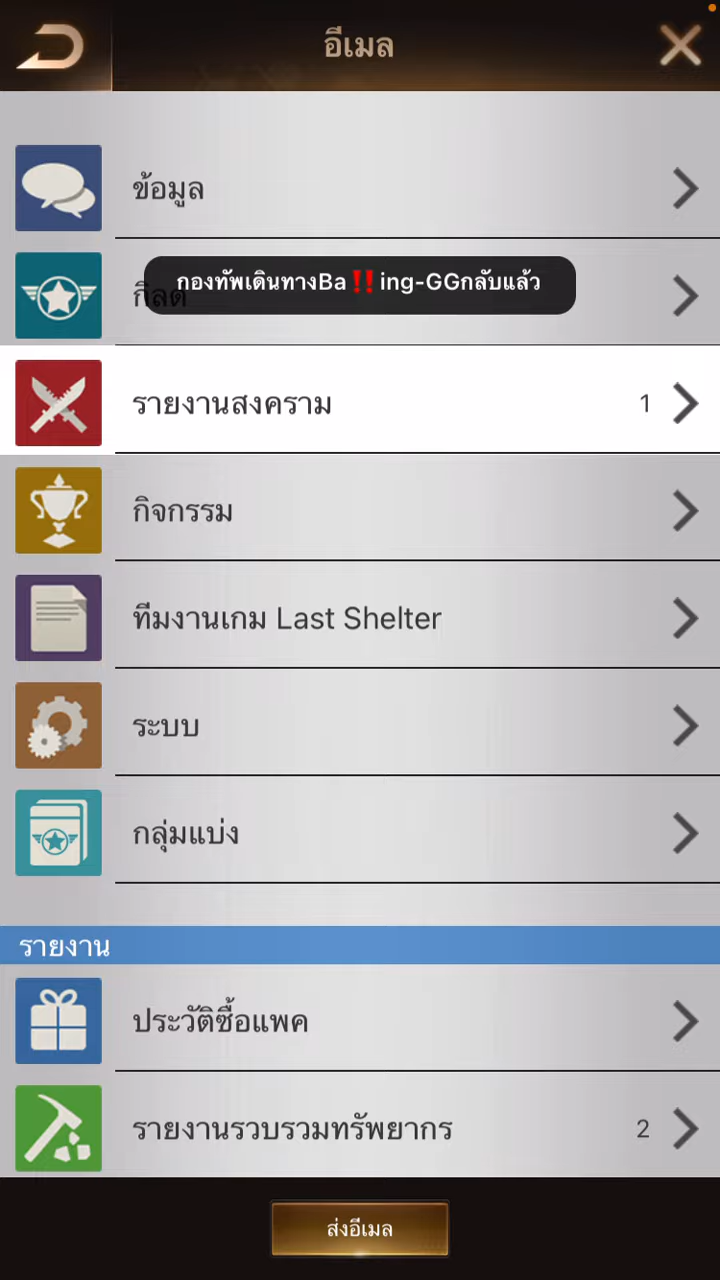 อีเมล
ข้อมูล
กองทัพเดินทางBa‼️ing-GGกลับแล้ว
กิลด์
รายงานสงคราม 1
กิจกรรม
ทีมงานเกม Last Shelter
ระบบ
กลุ่มแบ่ง
รายงาน
ประวัติซื้อแพค
รายงานรวบรวมทรัพยากร 2
ส่งอีเมล